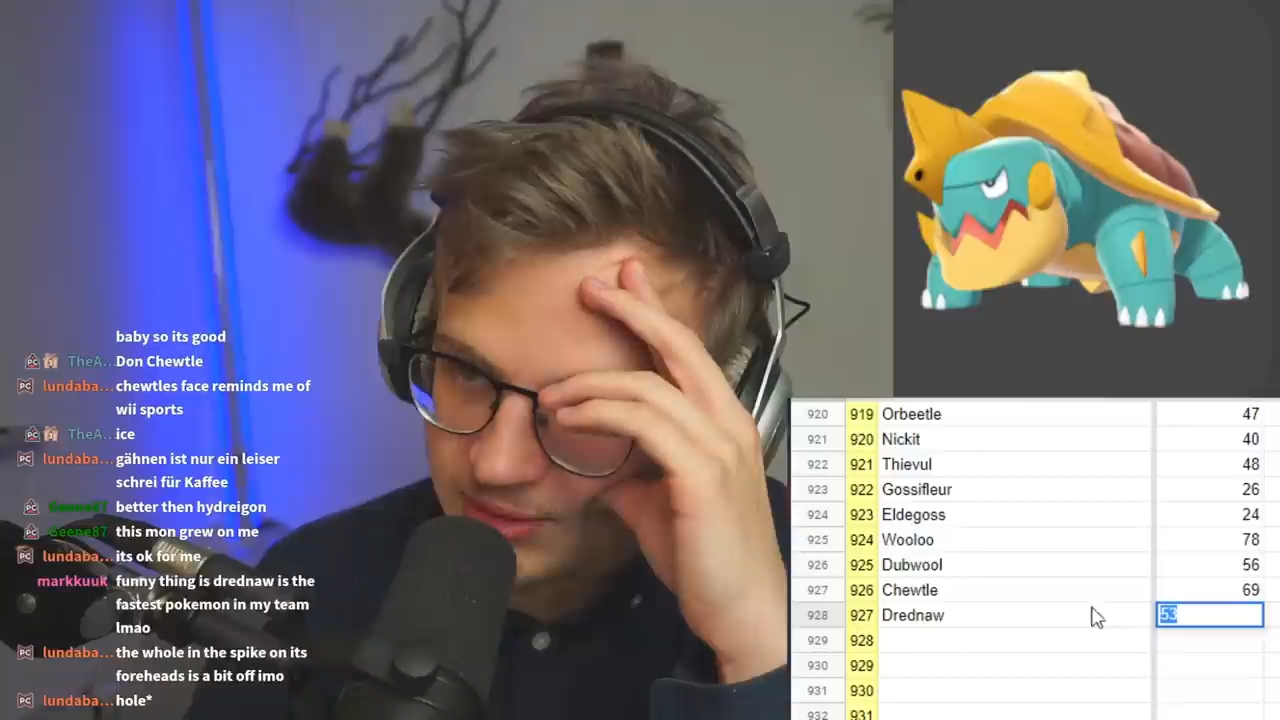 baby so its good
TheA... Don Chewtle
lundaba... chewtles face reminds me of
wii sports
TheA... ice
lundaba... gähnen ist nur ein leiser
schrei für Kaffee
Geene87 better then hydreigon
Geene87 this mon grew on me
lundaba... its ok for me
markkuuk funny thing is drednaw is the
fastest pokemon in my team
lmao
lundaba... the whole in the spike on its
foreheads is a bit off imo
lundaba... hole*
920 919 Orbeetle 47
921 920 Nickit 40
922 921 Thievul 48
923 922 Gossifleur 26
924 923 Eldegoss 24
925 924 Wooloo 78
926 925 Dubwool 56
927 926 Chewtle 69
928 927 Drednaw 53
929 928
930 929
931 930
932 931